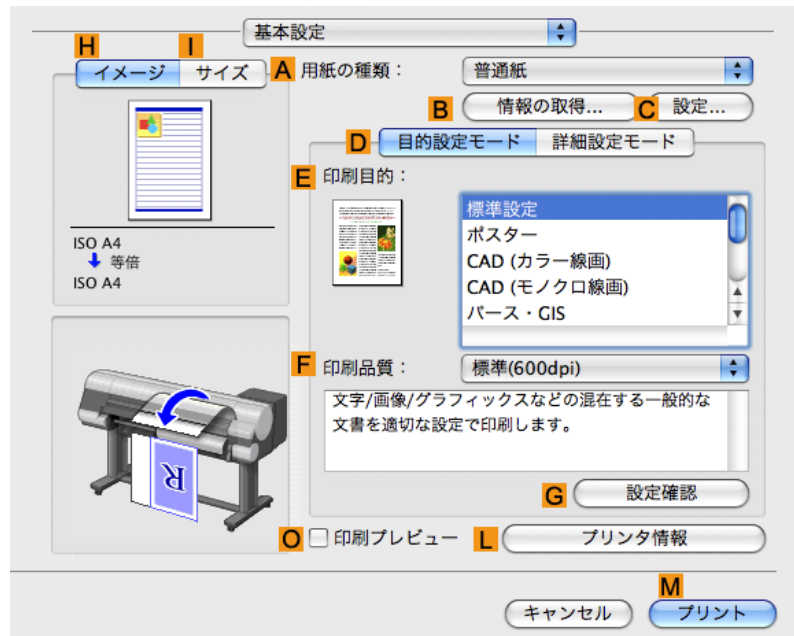 基本設定
H
I
イメージ
サイズ
A
用紙の種類：
普通紙
B
情報の取得...
C
設定...
D
目的設定モード
詳細設定モード
E
印刷目的：
標準設定
ポスター
CAD (カラー線画)
CAD (モノクロ線画)
パース・GIS
ISO A4
等倍
ISO A4
F
印刷品質：
標準(600dpi)
文字/画像/グラフィックスなどの混在する一般的な
文書を適切な設定で印刷します。
R
G
設定確認
O
印刷プレビュー
L
プリンタ情報
M
キャンセル
プリント